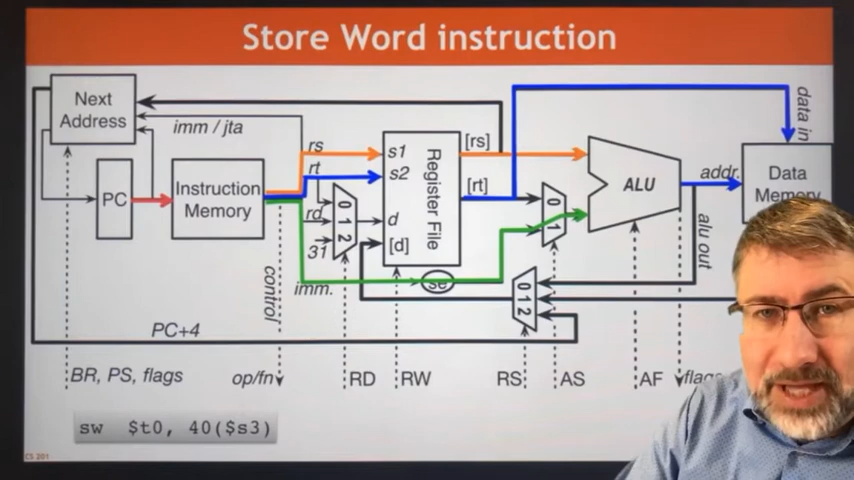 Store Word instruction
Next
Address
imm / jta
rs
rt
rd
31
imm.
PC
Instruction
Memory
control
s1
s2
d
[d]
Register File
0
1
2
[rs]
[rt]
se
0
1
0
1
2
ALU
addr.
alu out
data in
Data
Memory
PC+4
BR, PS, flags
op/fn
RD
RW
RS
AS
AF
flags
sw $t0, 40($s3)
CS 201